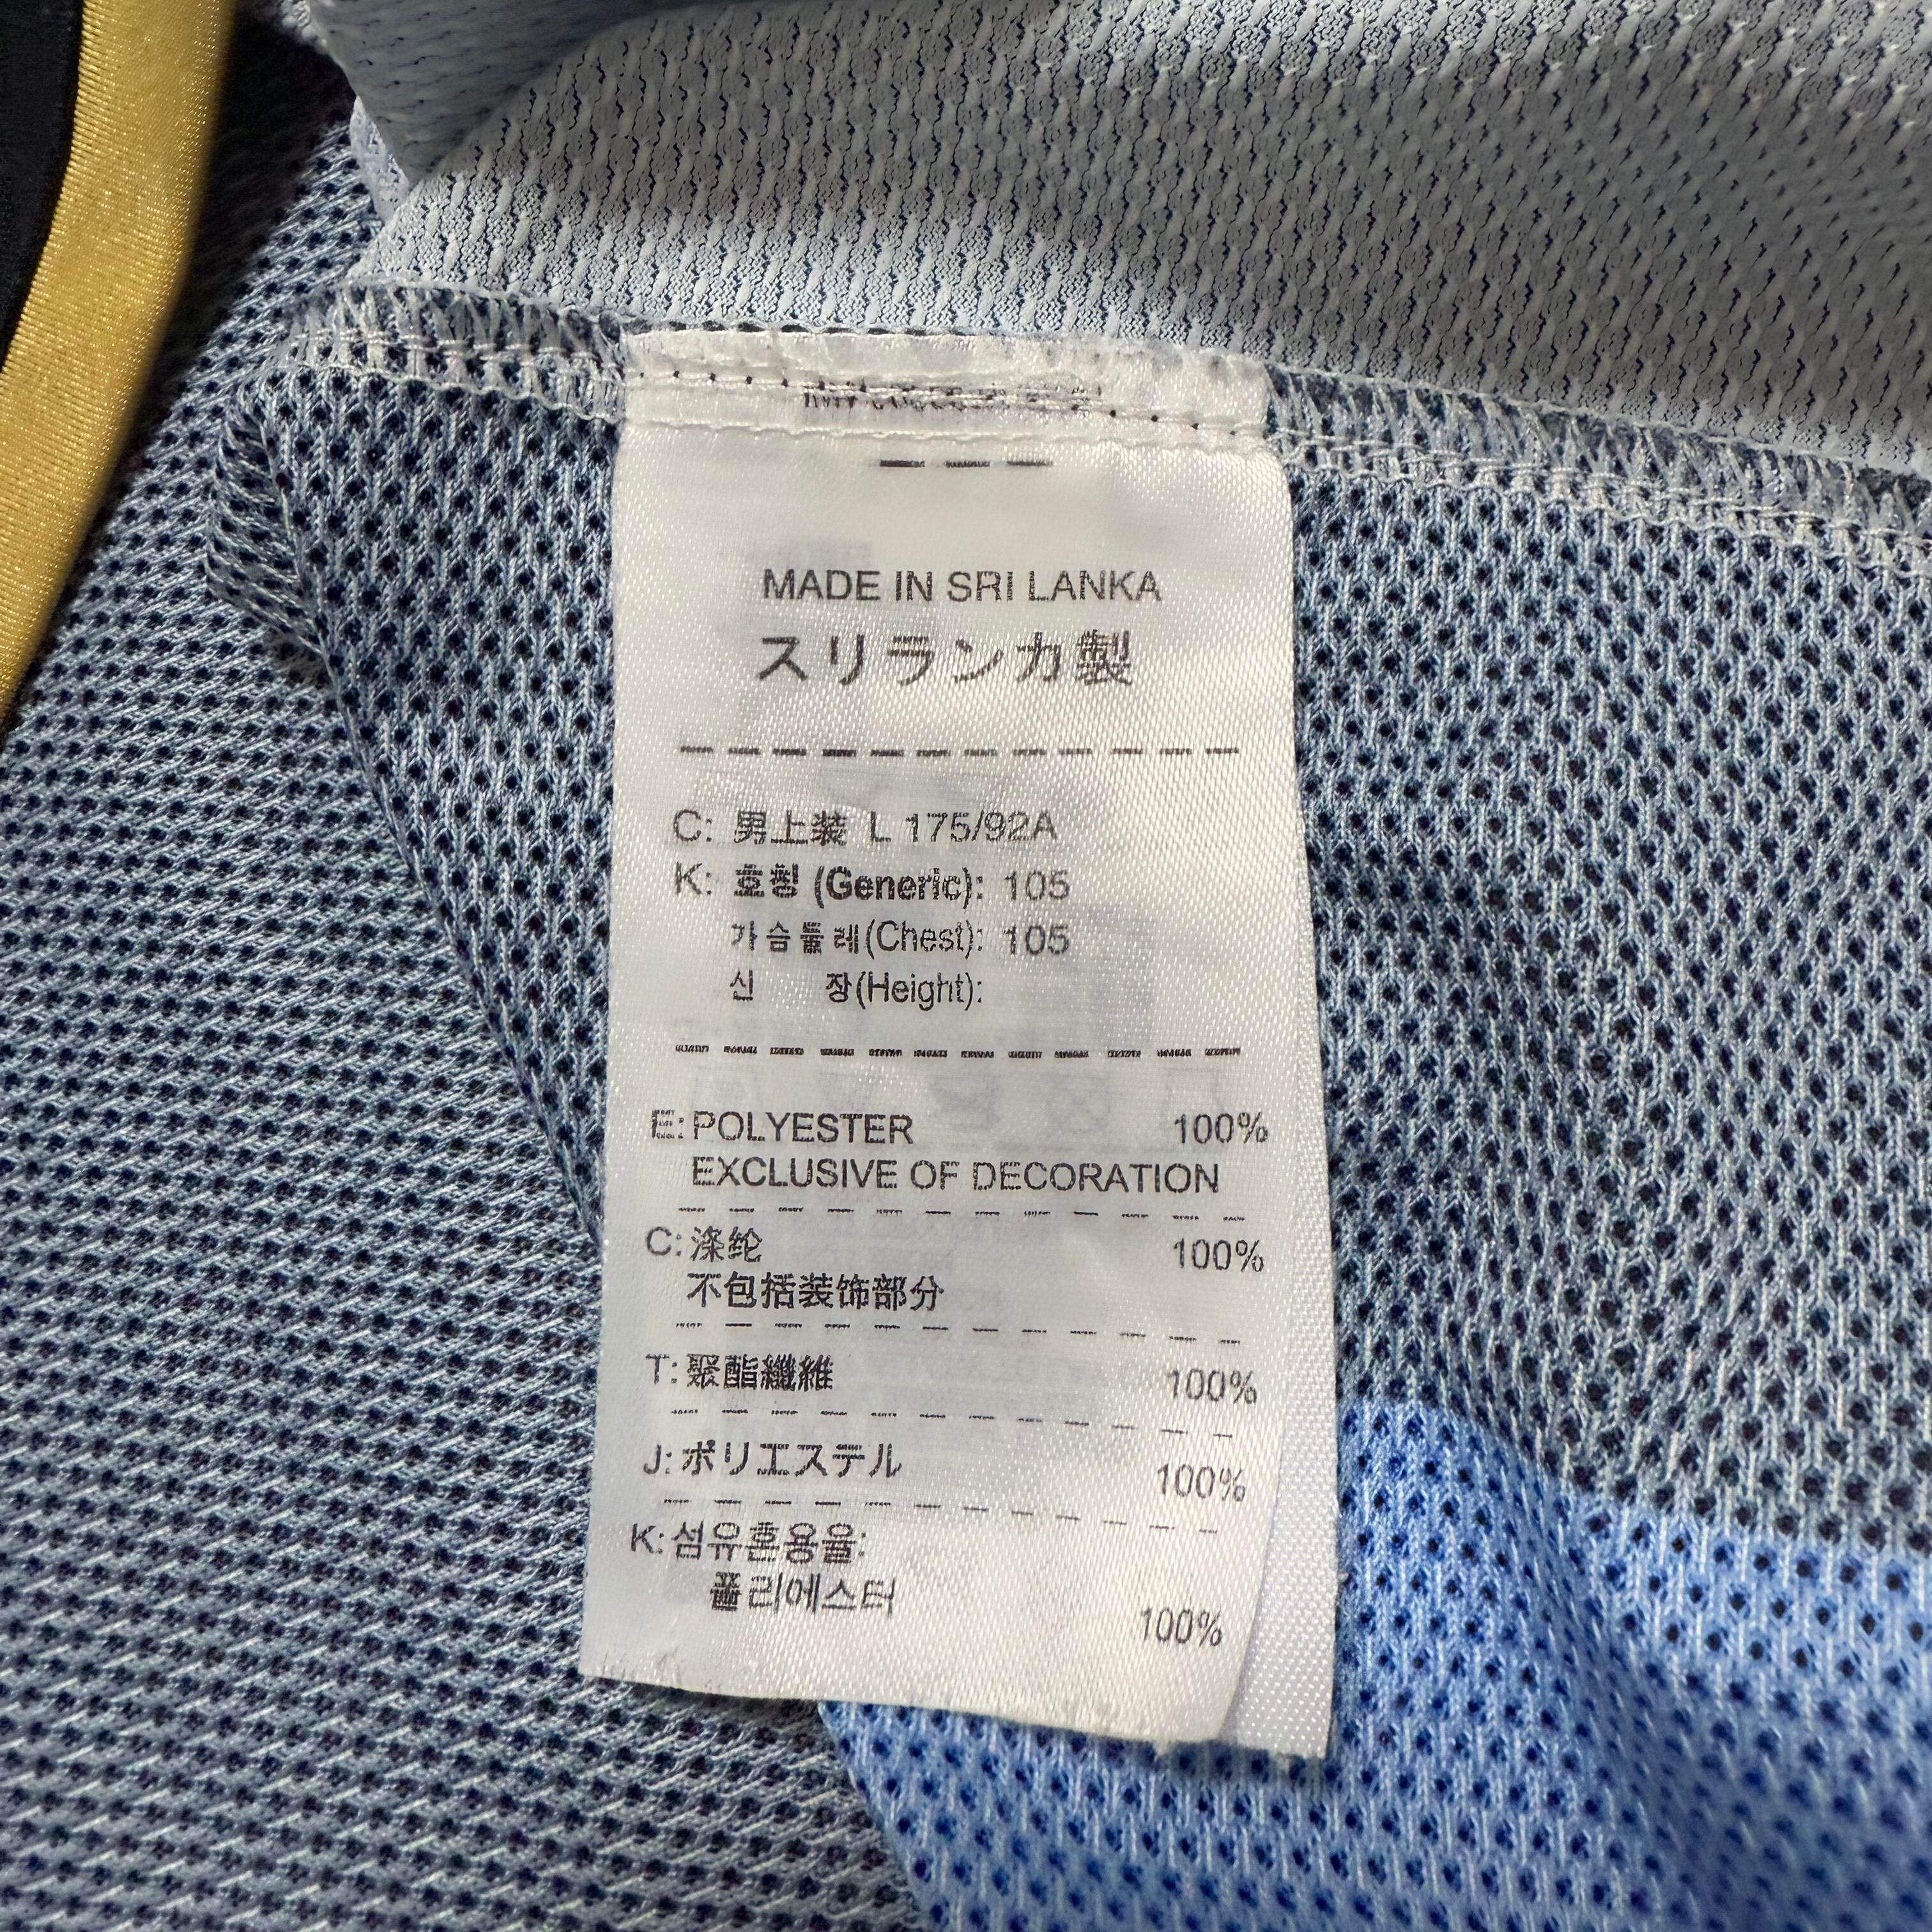 MADE IN SRI LANKA
スリランカ製
C: 男上装 L 175/92A
K: 호칭 (Generic): 105
가슴둘레(Chest): 105
신 장(Height):
E: POLYESTER 100%
EXCLUSIVE OF DECORATION
C: 涤纶 100%
不包括装饰部分
T: 聚酯纖維 100%
J: ポリエステル 100%
K: 섬유혼용율:
폴리에스터 100%